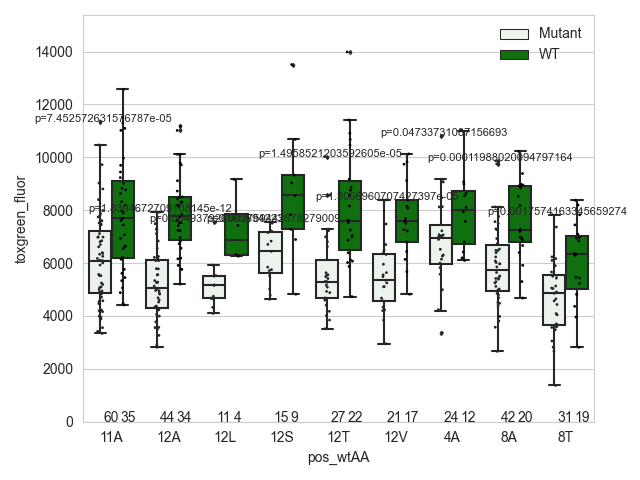 Mutant
WT
14000
12000
10000
8000
6000
4000
2000
0
toxgreen_fluor
p=7.452572631576787e-05
p=0.04733731067156693
p=1.4958521203592605e-05
p=0.00011988020094797164
p=0.0017574163345659274
60 35
44 34
11 4
15 9
27 22
21 17
24 12
42 20
31 19
11A
12A
12L
12S
12T
12V
4A
8A
8T
pos_wtAA